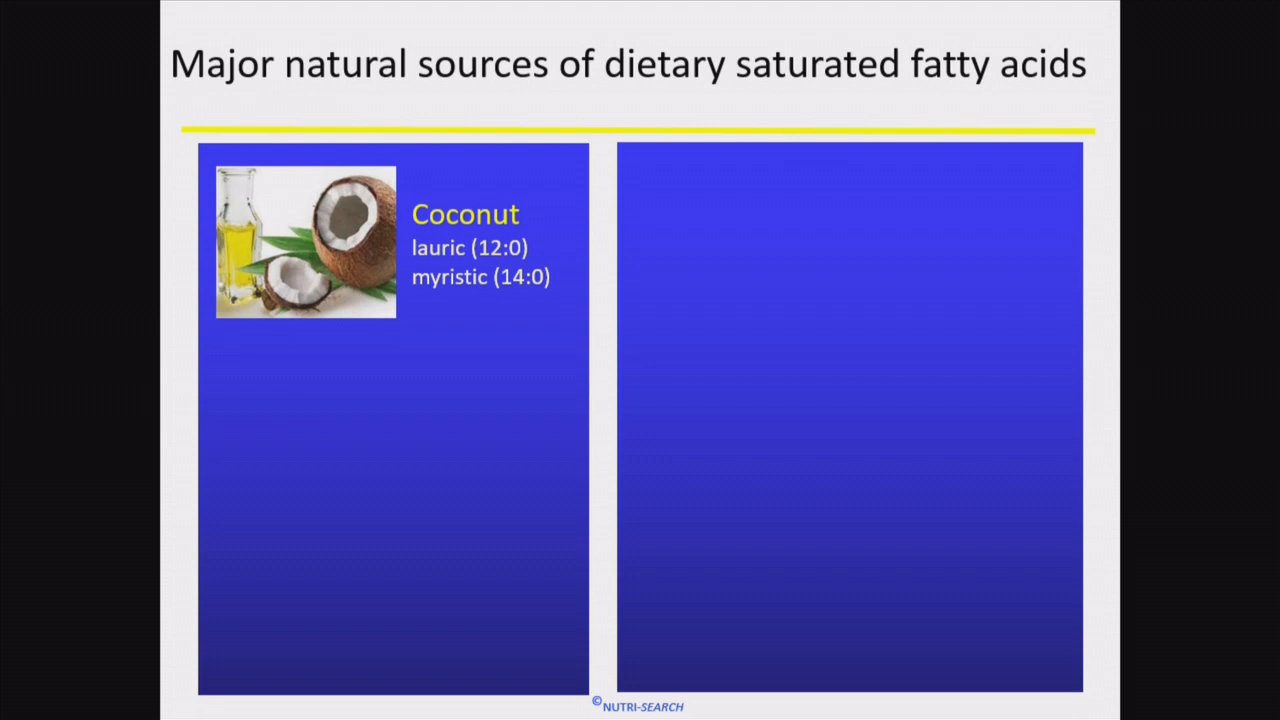 Major natural sources of dietary saturated fatty acids
Coconut
lauric (12:0)
myristic (14:0)
©NUTRI-SEARCH